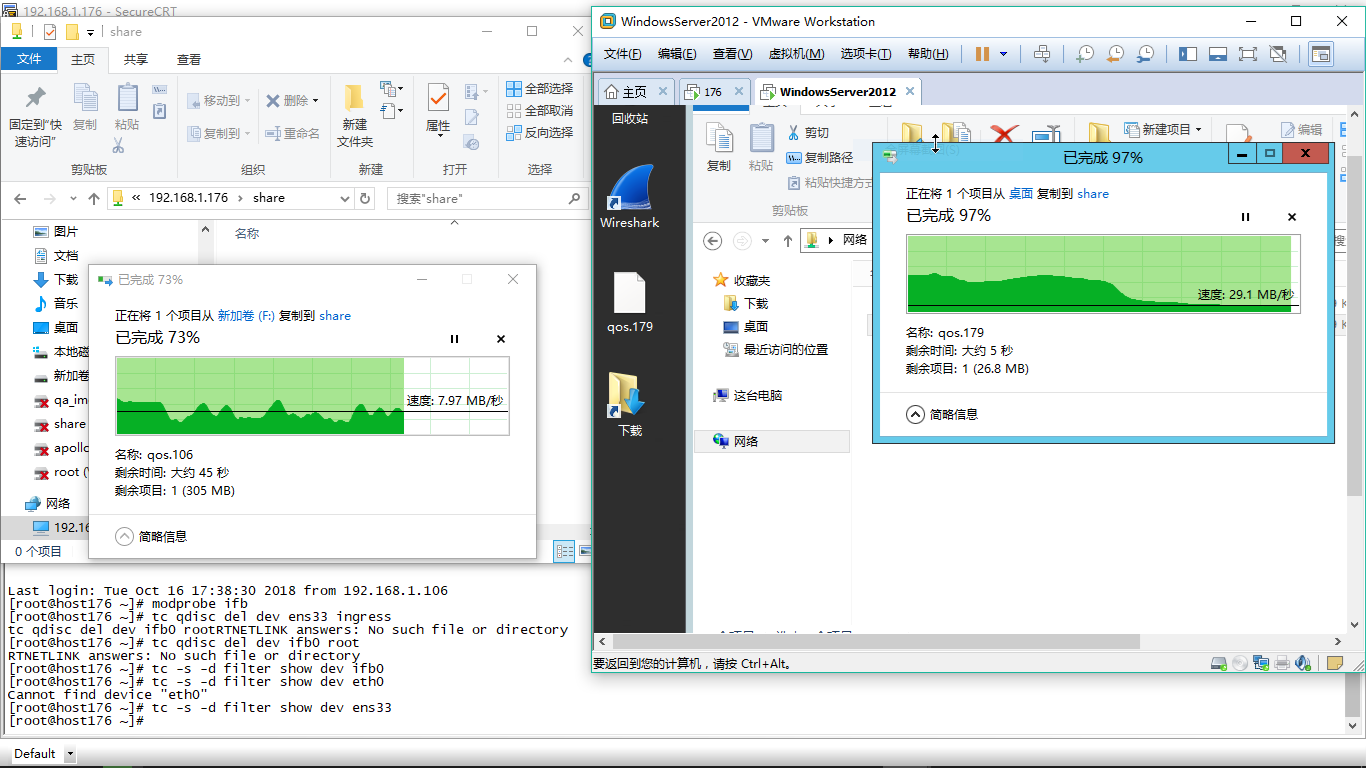 192.168.1.176 - SecureCRT
share
文件
主页
共享
查看
固定到"快
速访问"
复制
粘贴
移动到
复制到
删除
重命名
新建
文件夹
属性
全部选择
全部取消
反向选择
剪贴板
组织
新建
打开
选择
« 192.168.1.176 › share
搜索"share"
图片
文档
下载
音乐
桌面
本地磁
新加卷
qa_im
share
apollo
root (
网络
192.16
0 个项目
名称
已完成 73%
正在将 1 个项目从 新加卷 (F:) 复制到 share
已完成 73%
速度: 7.97 MB/秒
名称: qos.106
剩余时间: 大约 45 秒
剩余项目: 1 (305 MB)
简略信息
Last login: Tue Oct 16 17:38:30 2018 from 192.168.1.106
[root@host176 ~]# modprobe ifb
[root@host176 ~]# tc qdisc del dev ens33 ingress
tc qdisc del dev ifb0 rootRTNETLINK answers: No such file or directory
[root@host176 ~]# tc qdisc del dev ifb0 root
RTNETLINK answers: No such file or directory
[root@host176 ~]# tc -s -d filter show dev ifb0
[root@host176 ~]# tc -s -d filter show dev eth0
Cannot find device "eth0"
[root@host176 ~]# tc -s -d filter show dev ens33
[root@host176 ~]#
Default
WindowsServer2012 - VMware Workstation
文件(F) 编辑(E) 查看(V) 虚拟机(M) 选项卡(T) 帮助(H)
主页
176
WindowsServer2012
回收站
Wireshark
qos.179
下载
复制
粘贴
剪切
复制路径
粘贴快捷方式
剪贴板
新建项目
编辑
网络
收藏夹
下载
桌面
最近访问的位置
这台电脑
网络
已完成 97%
正在将 1 个项目从 桌面 复制到 share
已完成 97%
速度: 29.1 MB/秒
名称: qos.179
剩余时间: 大约 5 秒
剩余项目: 1 (26.8 MB)
简略信息
要返回到您的计算机，请按 Ctrl+Alt。